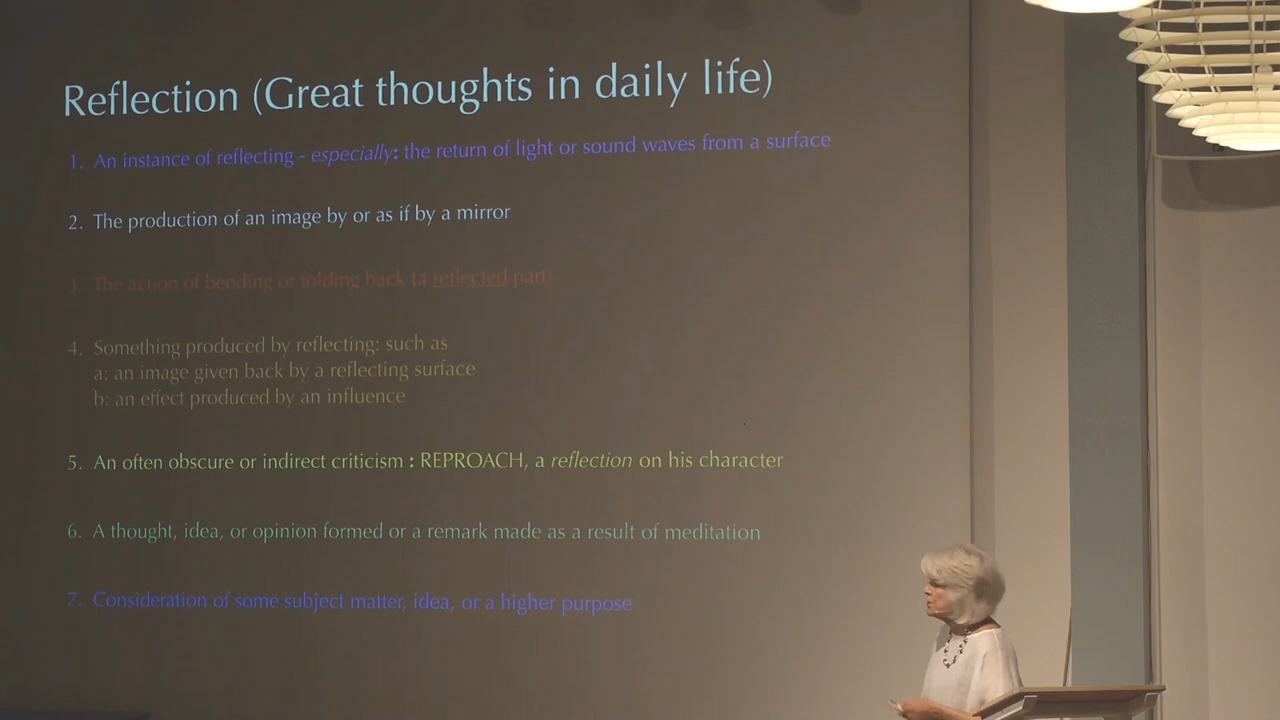 Reflection (Great thoughts in daily life)
1. An instance of reflecting - especially: the return of light or sound waves from a surface
2. The production of an image by or as if by a mirror
3. The action of bending or folding back (a reflected part)
4. Something produced by reflecting: such as
a: an image given back by a reflecting surface
b: an effect produced by an influence
5. An often obscure or indirect criticism : REPROACH, a reflection on his character
6. A thought, idea, or opinion formed or a remark made as a result of meditation
7. Consideration of some subject matter, idea, or a higher purpose